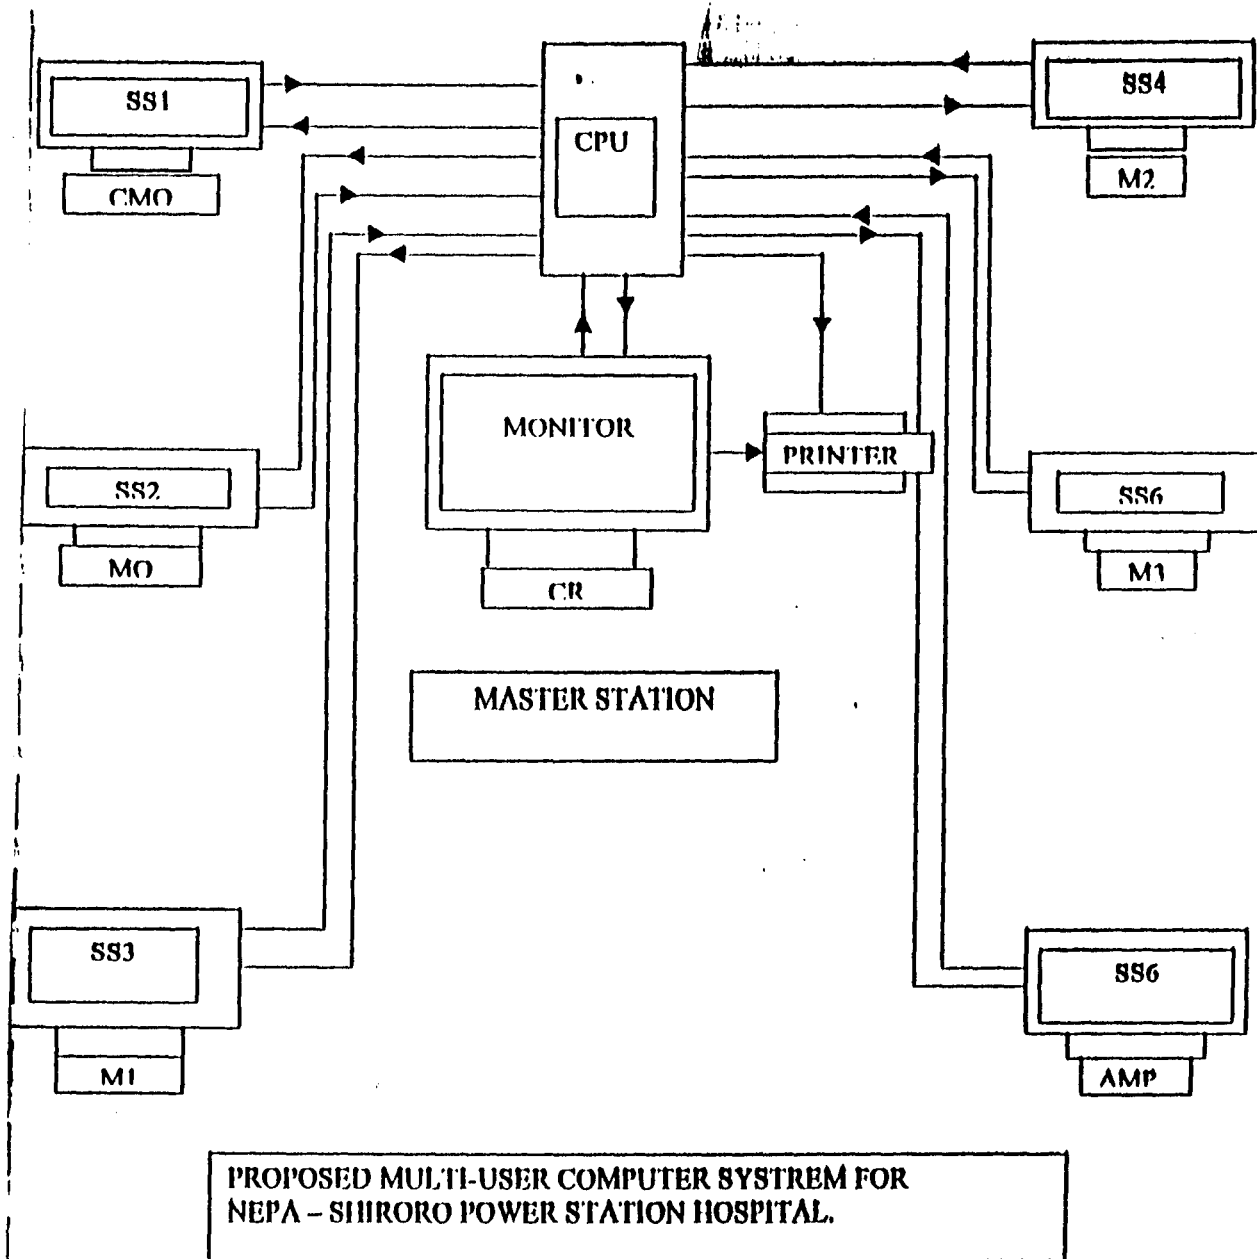 SS1
CMO
CPU
SS4
M2
MONITOR
PRINTER
SS2
MO
CR
SS6
M3
MASTER STATION
SS3
M1
SS6
AMP
PROPOSED MULTI-USER COMPUTER SYSTREM FOR
NEPA – SHIRORO POWER STATION HOSPITAL.